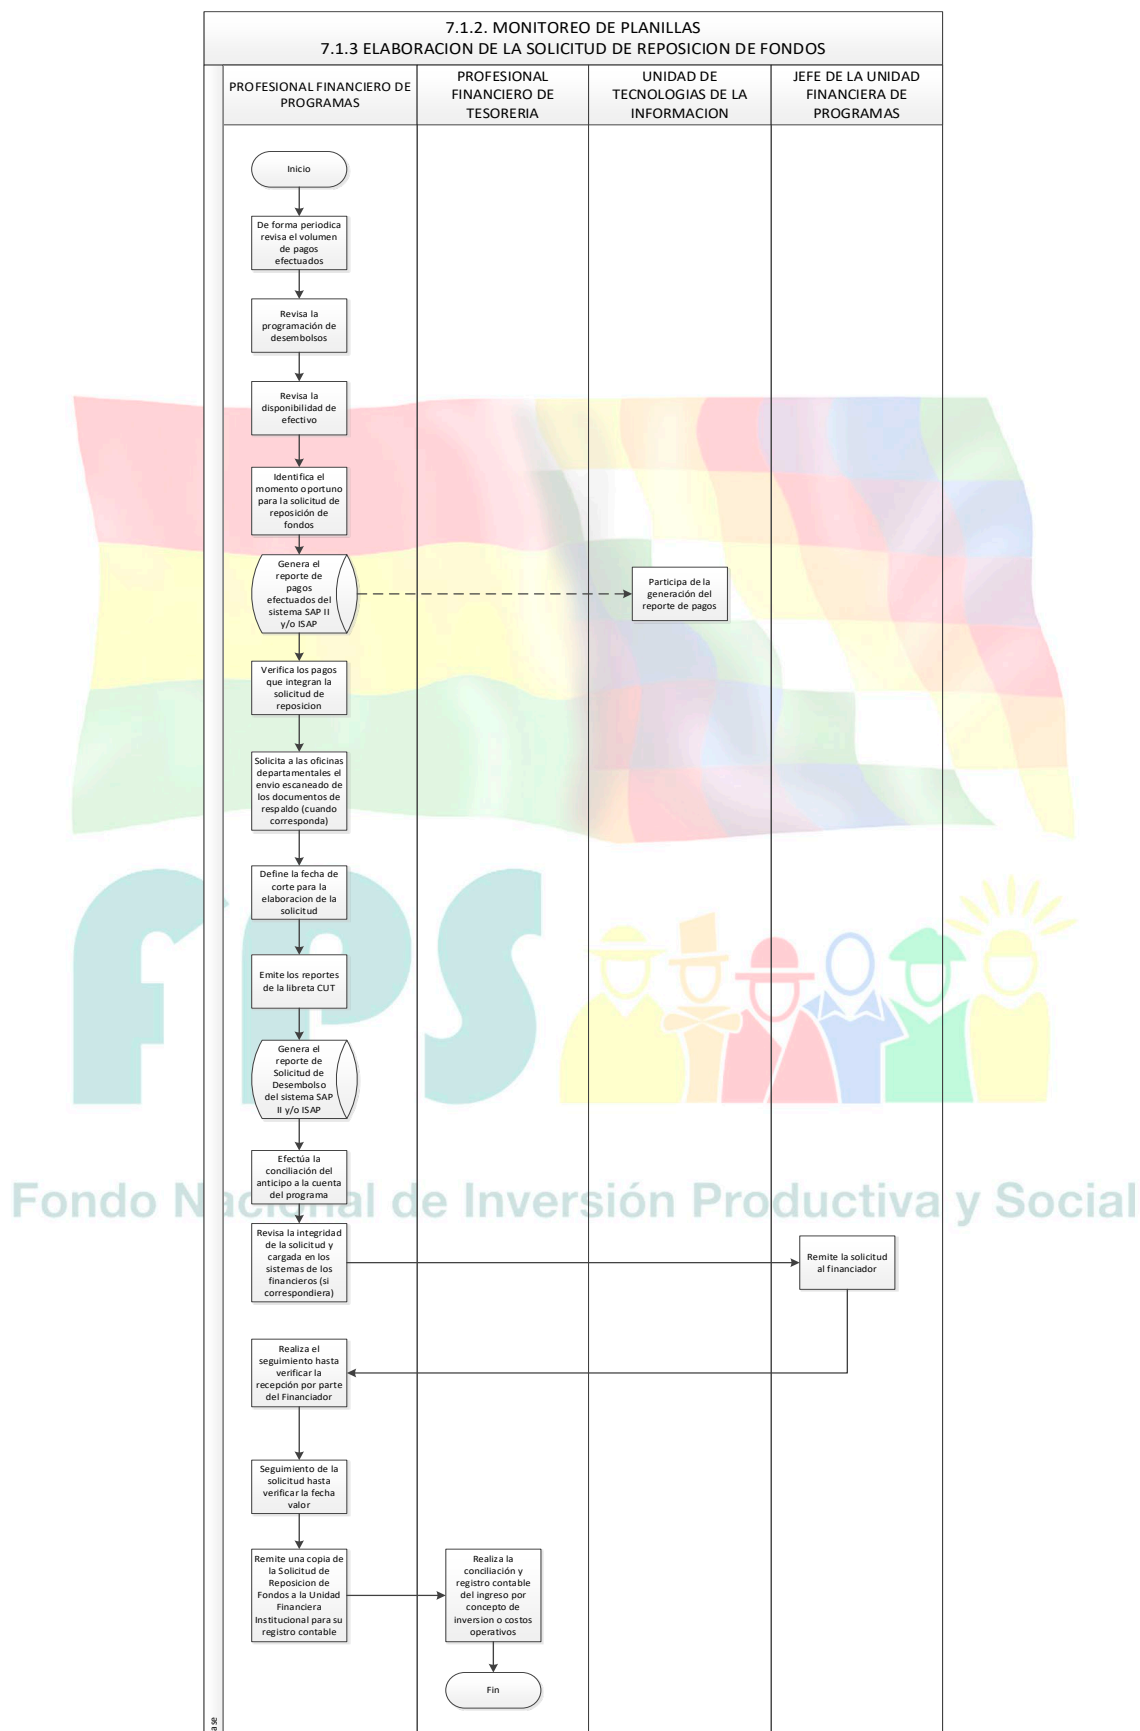 7.1.2. MONITOREO DE PLANILLAS
7.1.3 ELABORACION DE LA SOLICITUD DE REPOSICION DE FONDOS
PROFESIONAL FINANCIERO DE
PROGRAMAS
PROFESIONAL
FINANCIERO DE
TESORERIA
UNIDAD DE
TECNOLOGIAS DE LA
INFORMACION
JEFE DE LA UNIDAD
FINANCIERA DE
PROGRAMAS
Inicio
De forma periodica
revisa el volumen
de pagos
efectuados
Revisa la
programación de
desembolsos
Revisa la
disponibilidad de
efectivo
Identifica el
momento oportuno
para la solicitud de
reposición de
fondos
Genera el
reporte de
pagos
efectuados del
sistema SAP II
y/o ISAP
Participa de la
generación del
reporte de pagos
Verifica los pagos
que integran la
solicitud de
reposicion
Solicita a las oficinas
departamentales el
envio escaneado de
los documentos de
respaldo (cuando
corresponda)
Define la fecha de
corte para la
elaboracion de la
solicitud
FPS
Emite los reportes
de la libreta CUT
Genera el
reporte de
Solicitud de
Desembolso
del sistema SAP
II y/o ISAP
Efectúa la
conciliación del
anticipo a la cuenta
del programa
Fondo Nacional de Inversión Productiva y Social
Revisa la integridad
de la solicitud y
cargada en los
sistemas de los
financieros (si
correspondiera)
Remite la solicitud
al financiador
Realiza el
seguimiento hasta
verificar la
recepción por parte
del Financiador
Seguimiento de la
solicitud hasta
verificar la fecha
valor
Remite una copia de
la Solicitud de
Reposicion de
Fondos a la Unidad
Financiera
Institucional para su
registro contable
Realiza la
conciliación y
registro contable
del ingreso por
concepto de
inversion o costos
operativos
Fin
ase